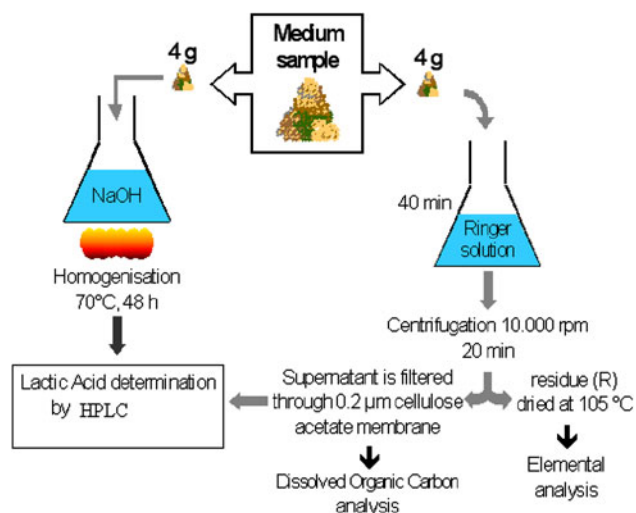 Medium
sample
4 g
4 g
NaOH
Homogenisation
70°C, 48 h
Lactic Acid determination
by HPLC
40 min
Ringer
solution
Centrifugation 10.000 rpm
20 min
Supernatant is filtered
through 0.2 µm cellulose
acetate membrane
Dissolved Organic Carbon
analysis
residue (R)
dried at 105 °C
Elemental
analysis